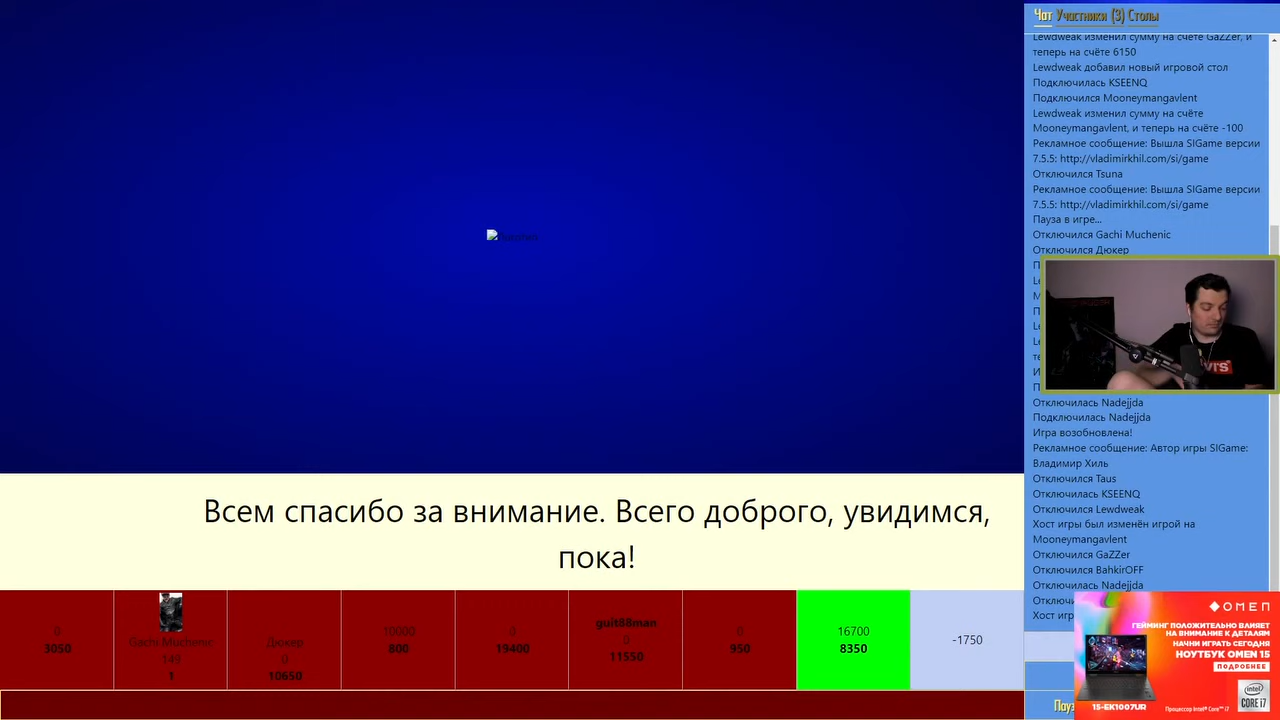 Чат Участники (3) Столы
Lewdweak изменил сумму на счёте GaZZer, и
теперь на счёте 6150
Lewdweak добавил новый игровой стол
Подключилась KSEENQ
Подключился Mooneymangavlent
Lewdweak изменил сумму на счёте
Mooneymangavlent, и теперь на счёте -100
Рекламное сообщение: Вышла SIGame версии
7.5.5: http://vladimirkhil.com/si/game
Отключился Tsuna
Рекламное сообщение: Вышла SIGame версии
7.5.5: http://vladimirkhil.com/si/game
Пауза в игре...
Отключился Gachi Muchenic
Отключился Дюкер
Отключилась Nadejjda
Подключилась Nadejjda
Игра возобновлена!
Рекламное сообщение: Автор игры SIGame:
Владимир Хиль
Отключился Taus
Отключилась KSEENQ
Отключился Lewdweak
Хост игры был изменён игрой на
Mooneymangavlent
Отключился GaZZer
Отключился BahkirOFF
Отключилась Nadejjda
Хост
Всем спасибо за внимание. Всего доброго, увидимся,
пока!
0
3050
Gachi Muchenic
149
1
Дюкер
0
10650
10000
800
0
19400
guit88man
0
11550
0
950
16700
8350
-1750
OMEN
ГЕЙМИНГ ПОЛОЖИТЕЛЬНО ВЛИЯЕТ
НА ВНИМАНИЕ К ДЕТАЛЯМ
НАЧНИ ИГРАТЬ СЕГОДНЯ
НОУТБУК OMEN 15
ПОДРОБНЕЕ
15-EK1007UR
Процессор Intel® Core™ i7
intel
CORE i7